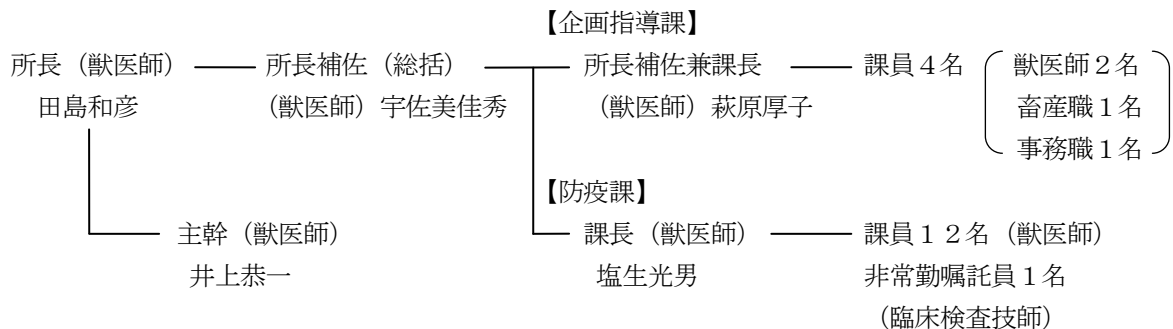 【企画指導課】
所長（獣医師） 所長補佐（総括） 所長補佐兼課長 課員４名 獣医師２名
田島和彦 （獣医師）宇佐美佳秀 （獣医師）萩原厚子 畜産職１名
事務職１名
【防疫課】
主幹（獣医師） 課長（獣医師） 課員１２名（獣医師）
井上恭一 塩生光男 非常勤嘱託員１名
（臨床検査技師）